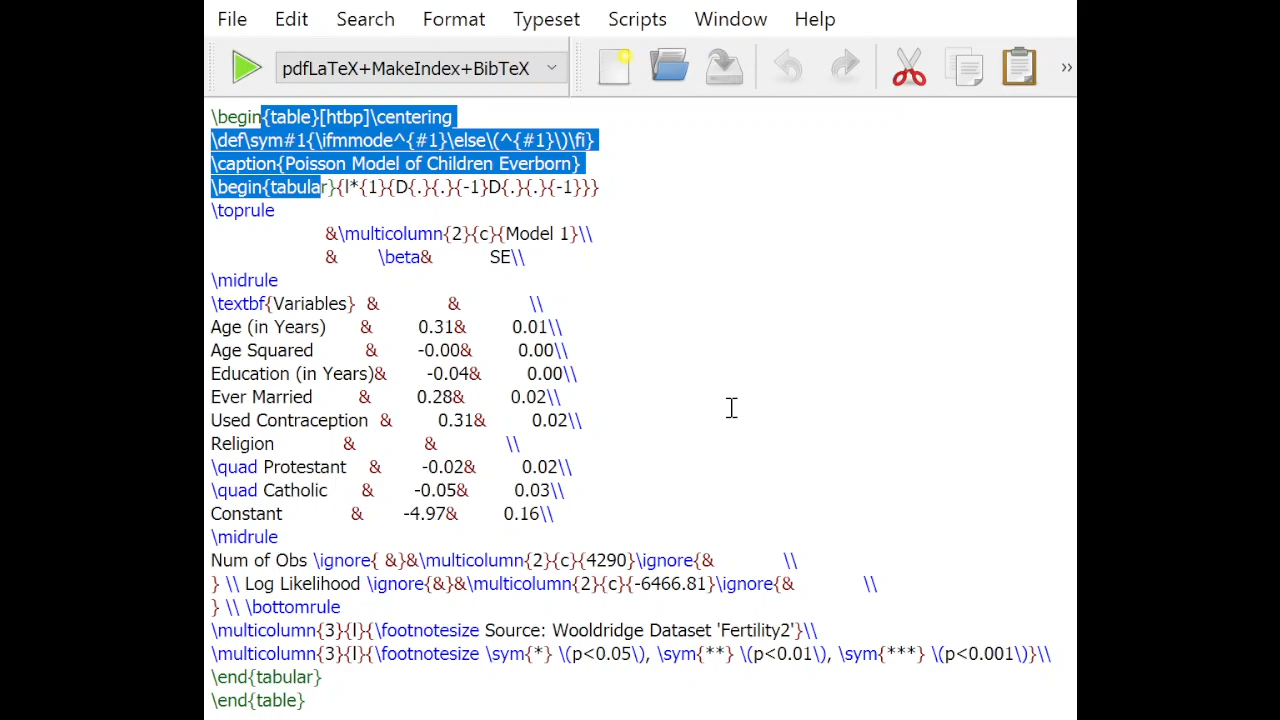 File Edit Search Format Typeset Scripts Window Help
pdfLaTeX+MakeIndex+BibTeX »
\begin{table}[htbp]\centering
\def\sym#1{\ifmmode^{#1}\else\(^{#1}\)\fi}
\caption{Poisson Model of Children Everborn}
\begin{tabular}{l*{1}{D{.}{.}{-1}D{.}{.}{-1}}}
\toprule
&\multicolumn{2}{c}{Model 1}\\
& \beta& SE\\
\midrule
\textbf{Variables} & & \\
Age (in Years) & 0.31& 0.01\\
Age Squared & -0.00& 0.00\\
Education (in Years)& -0.04& 0.00\\
Ever Married & 0.28& 0.02\\
Used Contraception & 0.31& 0.02\\
Religion & & \\
\quad Protestant & -0.02& 0.02\\
\quad Catholic & -0.05& 0.03\\
Constant & -4.97& 0.16\\
\midrule
Num of Obs \ignore{ &}&\multicolumn{2}{c}{4290}\ignore{& \\
} \\ Log Likelihood \ignore{&}&\multicolumn{2}{c}{-6466.81}\ignore{& \\
} \\ \bottomrule
\multicolumn{3}{l}{\footnotesize Source: Wooldridge Dataset 'Fertility2'}\\
\multicolumn{3}{l}{\footnotesize \sym{*} \(p<0.05\), \sym{**} \(p<0.01\), \sym{***} \(p<0.001\)}\\
\end{tabular}
\end{table}